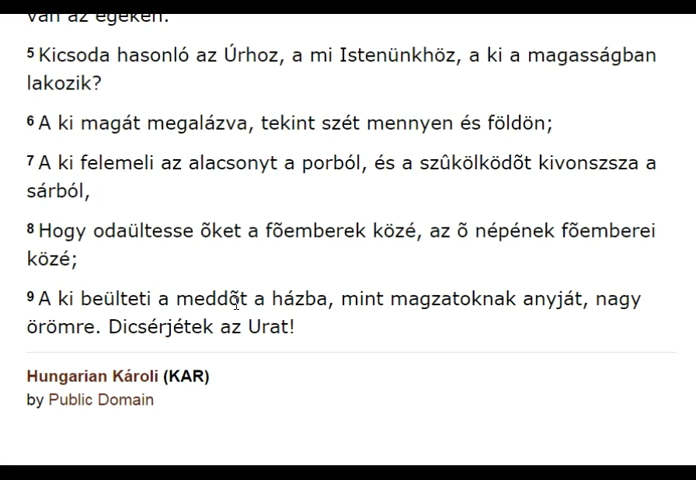 van az egeken.
5 Kicsoda hasonló az Úrhoz, a mi Istenünkhöz, a ki a magasságban
lakozik?
6 A ki magát megalázva, tekint szét mennyen és földön;
7 A ki felemeli az alacsonyt a porból, és a szûkölködõt kivonszsza a
sárból,
8 Hogy odaültesse õket a fõemberek közé, az õ népének fõemberei
közé;
9 A ki beülteti a meddõt a házba, mint magzatoknak anyját, nagy
örömre. Dicsérjétek az Urat!
Hungarian Károli (KAR)
by Public Domain